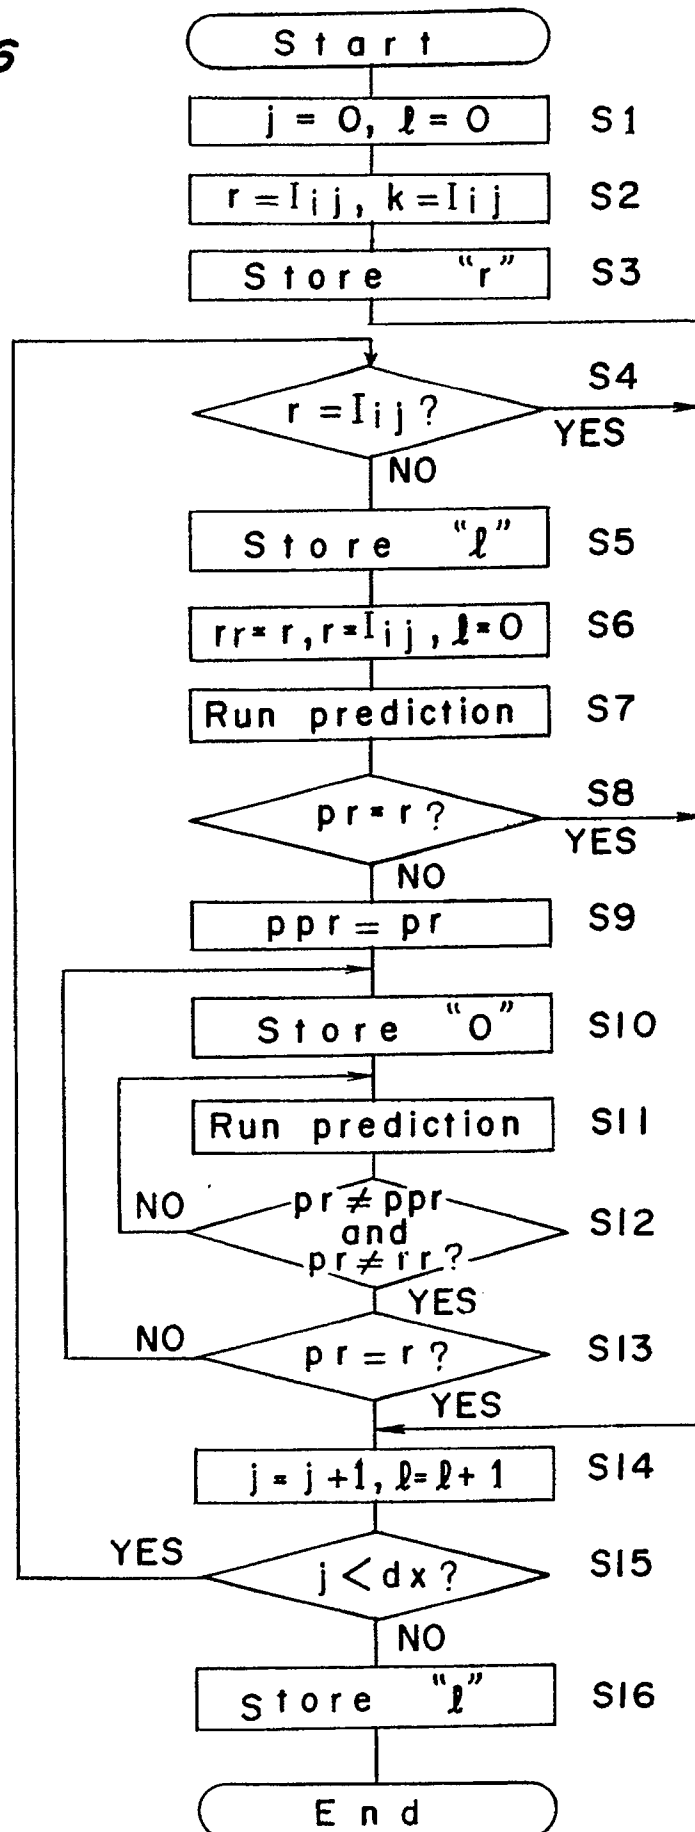 6
Start
j = 0, ℓ = 0 S1
r = Iij, k = Iij S2
Store "r" S3
S4
r = Iij ?
YES
NO
Store "ℓ" S5
rr = r, r = Iij, ℓ = 0 S6
Run prediction S7
S8
pr = r ?
YES
NO
ppr = pr S9
Store "0" S10
Run prediction S11
NO
pr ≠ ppr
and S12
pr ≠ rr ?
YES
NO
pr = r ? S13
YES
j = j + 1, ℓ = ℓ + 1 S14
YES
j < dx ? S15
NO
Store "ℓ" S16
End